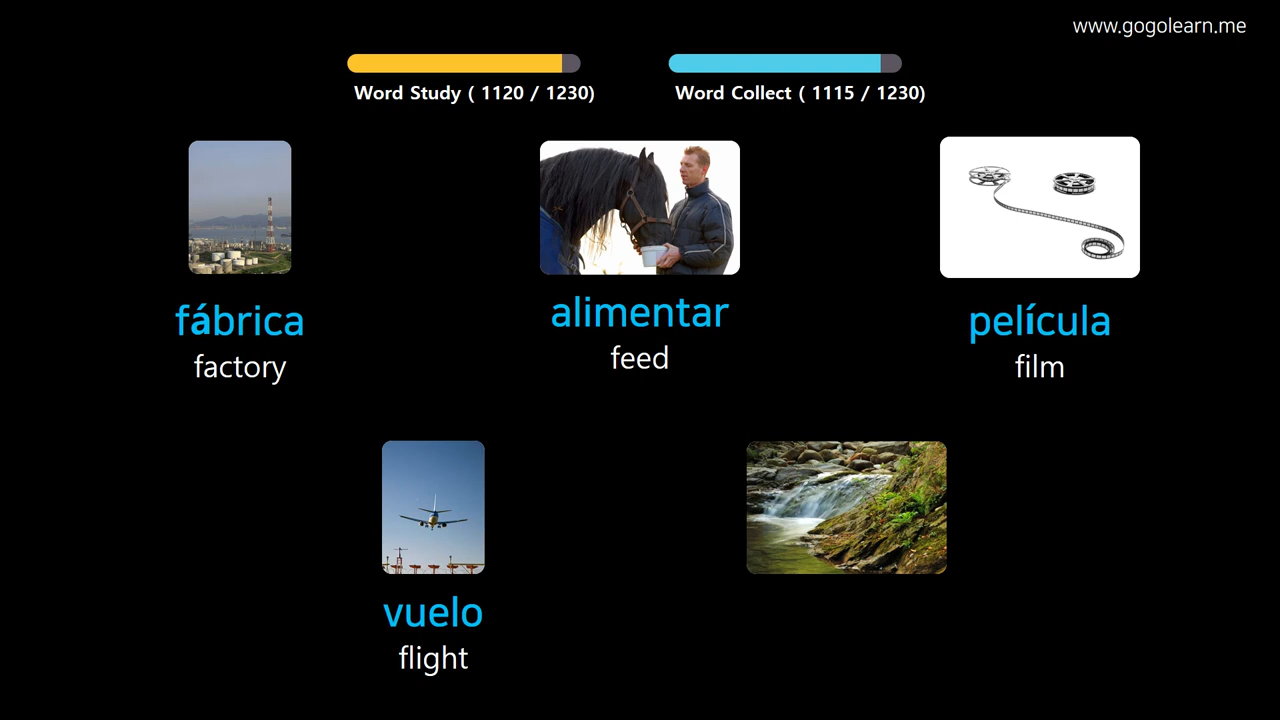 www.gogolearn.me
Word Study ( 1120 / 1230)
Word Collect ( 1115 / 1230)
fábrica
factory
alimentar
feed
película
film
vuelo
flight